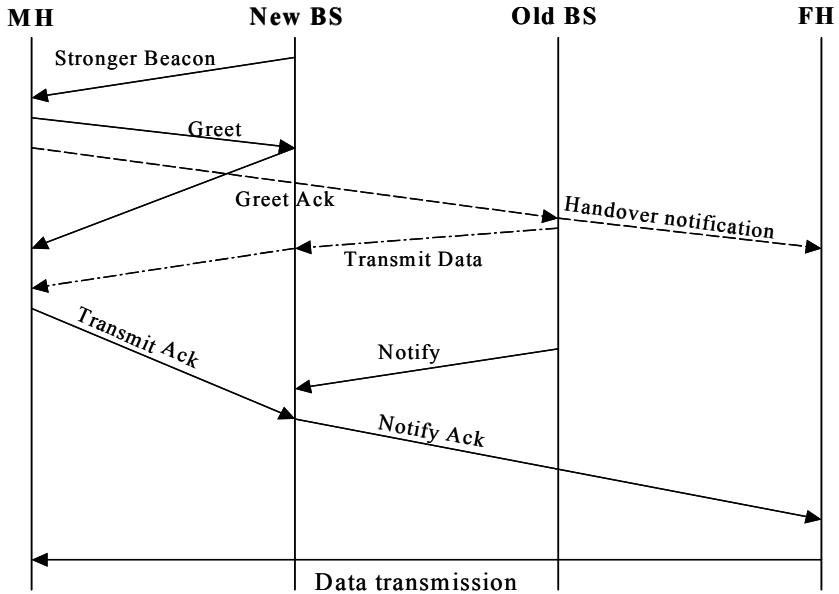 MH New BS Old BS FH
Stronger Beacon
Greet
Greet Ack
Handover notification
Transmit Data
Transmit Ack
Notify
Notify Ack
Data transmission